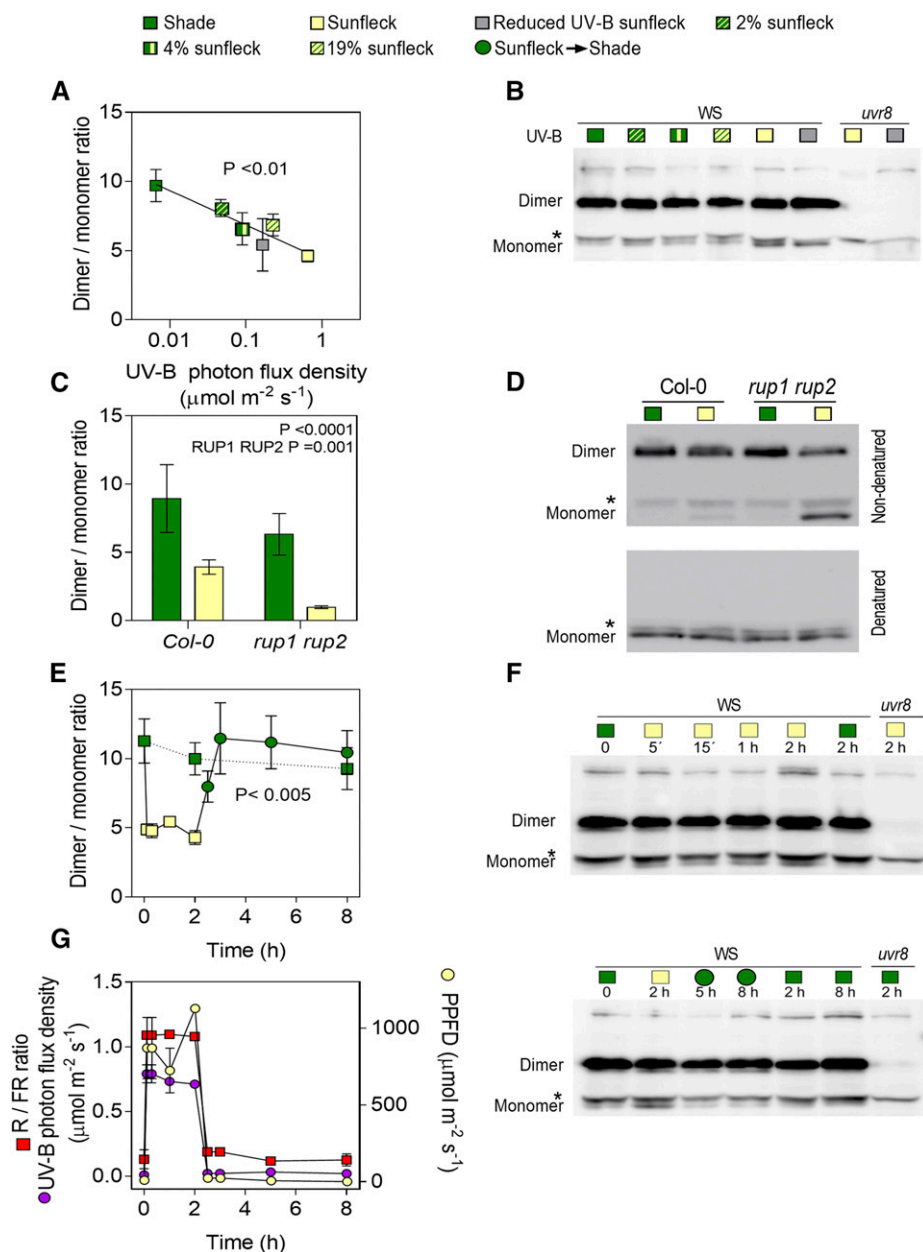 Shade
Sunfleck
Reduced UV-B sunfleck
2% sunfleck
4% sunfleck
19% sunfleck
Sunfleck → Shade
A
15
10
5
0
P <0.01
0.01 0.1 1
Dimer / monomer ratio
UV-B photon flux density
(μmol m⁻² s⁻¹)
B
WS uvr8
UV-B
Dimer
*
Monomer
C
15
10
5
0
P <0.0001
RUP1 RUP2 P =0.001
Dimer / monomer ratio
Col-0 rup1 rup2
D
Col-0 rup1 rup2
Dimer
*
Monomer
Non-denatured
*
Monomer
Denatured
E
15
10
5
0
P< 0.005
Dimer / monomer ratio
0 2 4 6 8
Time (h)
F
WS uvr8
0 5´ 15´ 1 h 2 h 2 h 2 h
Dimer
*
Monomer
WS uvr8
0 2 h 5 h 8 h 2 h 8 h 2 h
Dimer
*
Monomer
G
R / FR ratio
UV-B photon flux density
(μmol m⁻² s⁻¹)
1.5
1.0
0.5
0.0
PPFD (μmol m⁻² s⁻¹)
1000
500
0
0 2 4 6 8
Time (h)